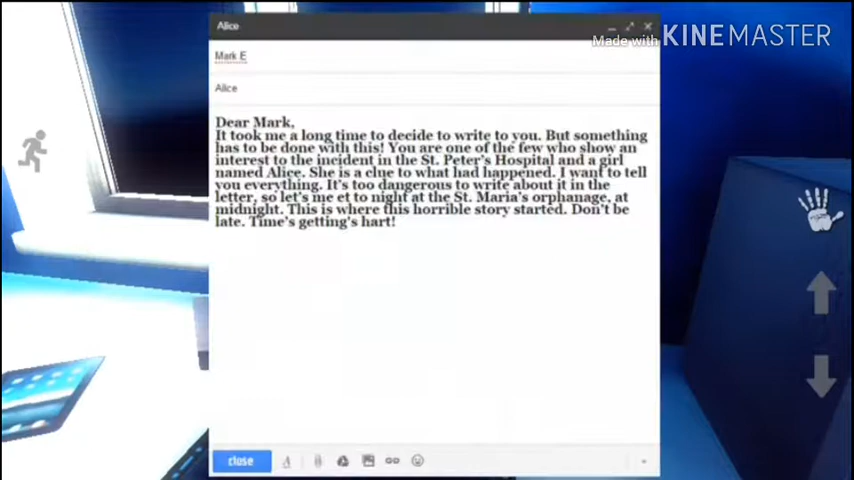 Alice
Made with KINEMASTER
Mark E
Alice
Dear Mark,
It took me a long time to decide to write to you. But something
has to be done with this! You are one of the few who show an
interest to the incident in the St. Peter's Hospital and a girl
named Alice. She is a clue to what had happened. I want to tell
you everything. It's too dangerous to write about it in the
letter, so let's me et to night at the St. Maria's orphanage, at
midnight. This is where this horrible story started. Don't be
late. Time's getting's hart!
close